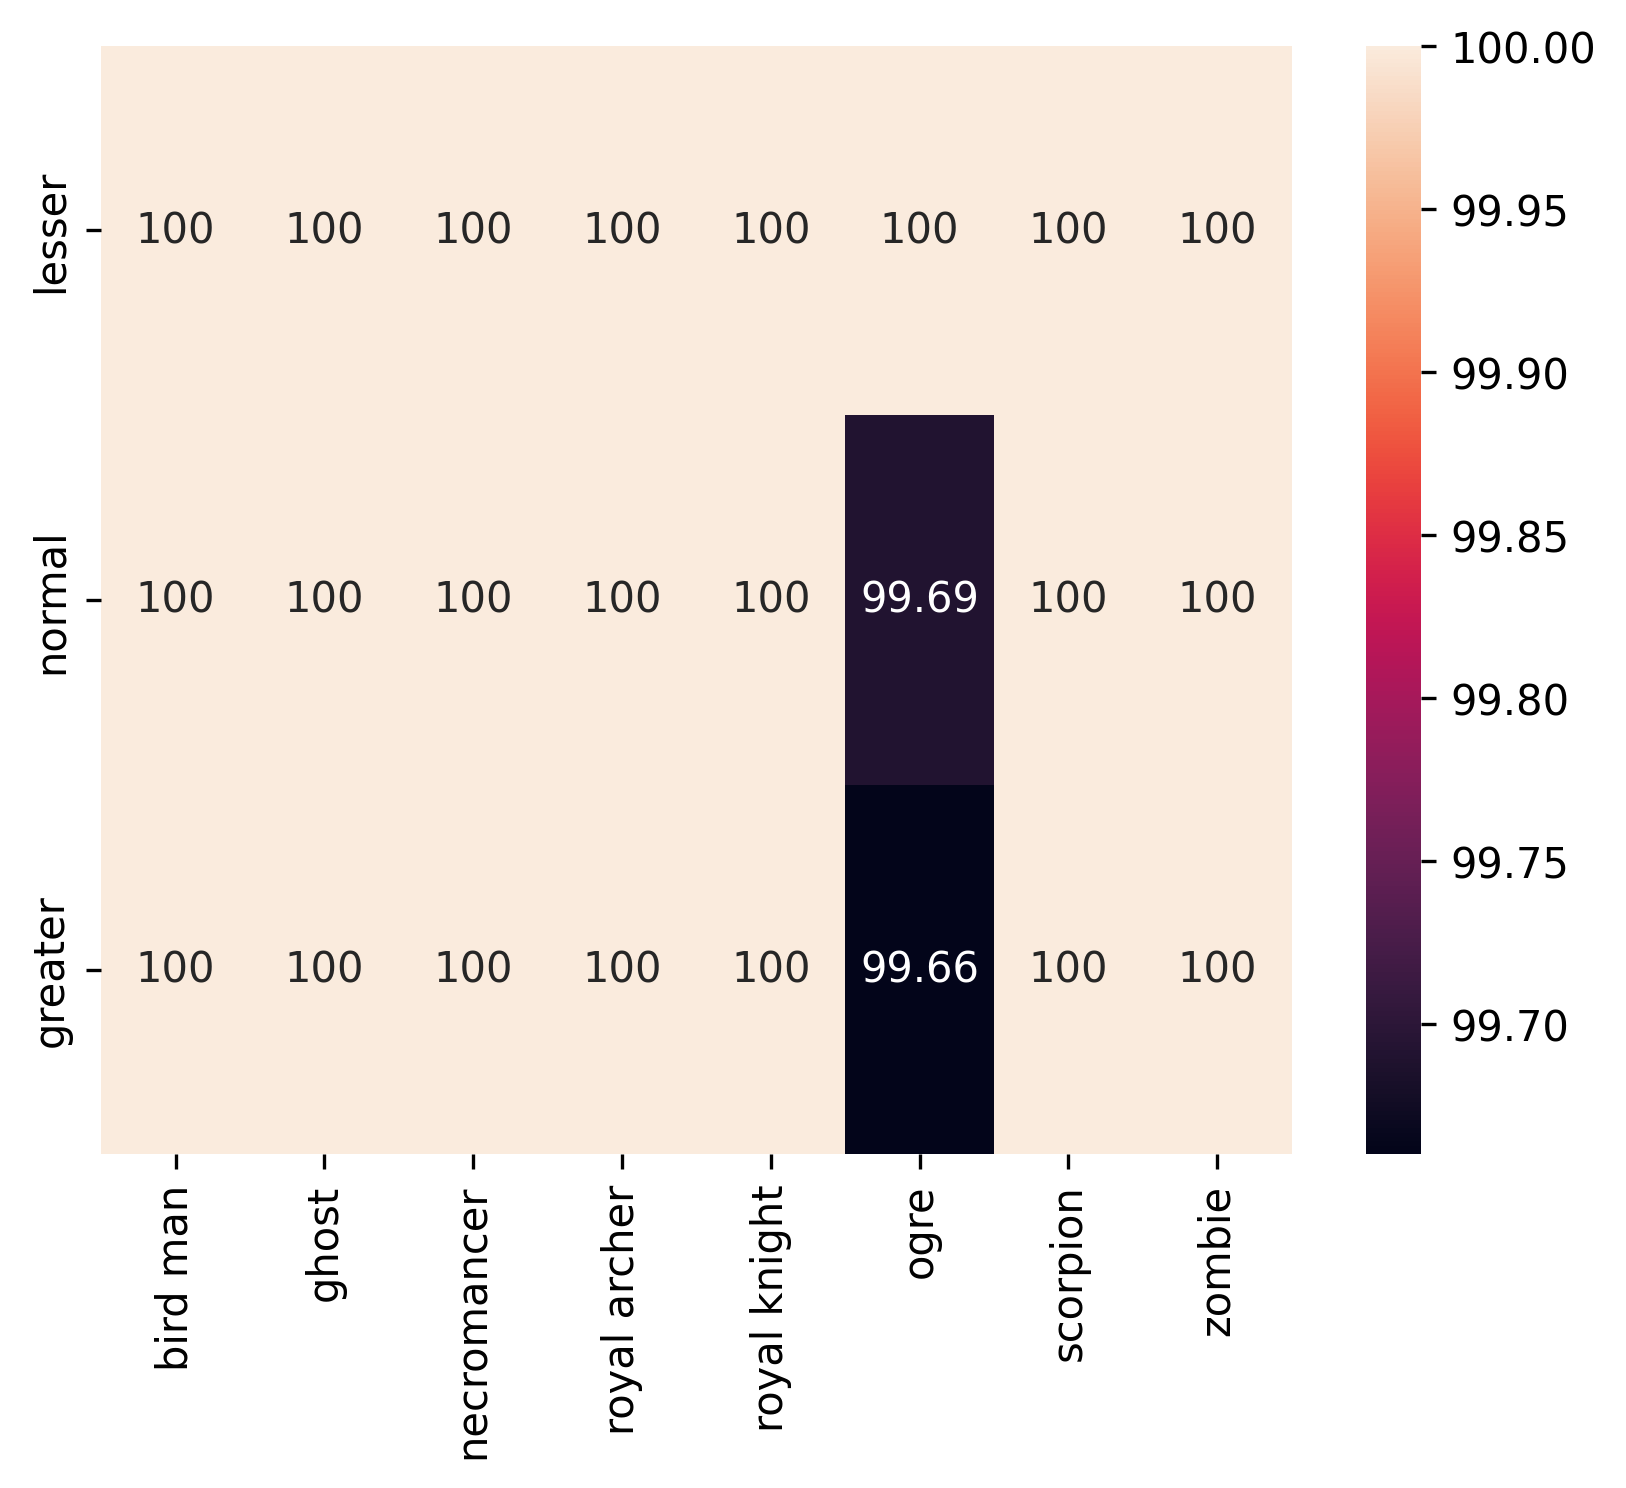 lesser 100 100 100 100 100 100 100 100
normal 100 100 100 100 100 99.69 100 100
greater 100 100 100 100 100 99.66 100 100
bird man ghost necromancer royal archer royal knight ogre scorpion zombie
100.00
99.95
99.90
99.85
99.80
99.75
99.70